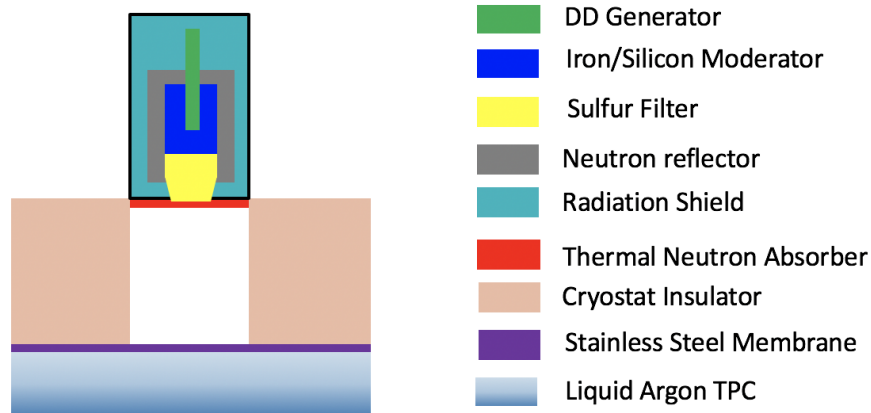 DD Generator
Iron/Silicon Moderator
Sulfur Filter
Neutron reflector
Radiation Shield
Thermal Neutron Absorber
Cryostat Insulator
Stainless Steel Membrane
Liquid Argon TPC